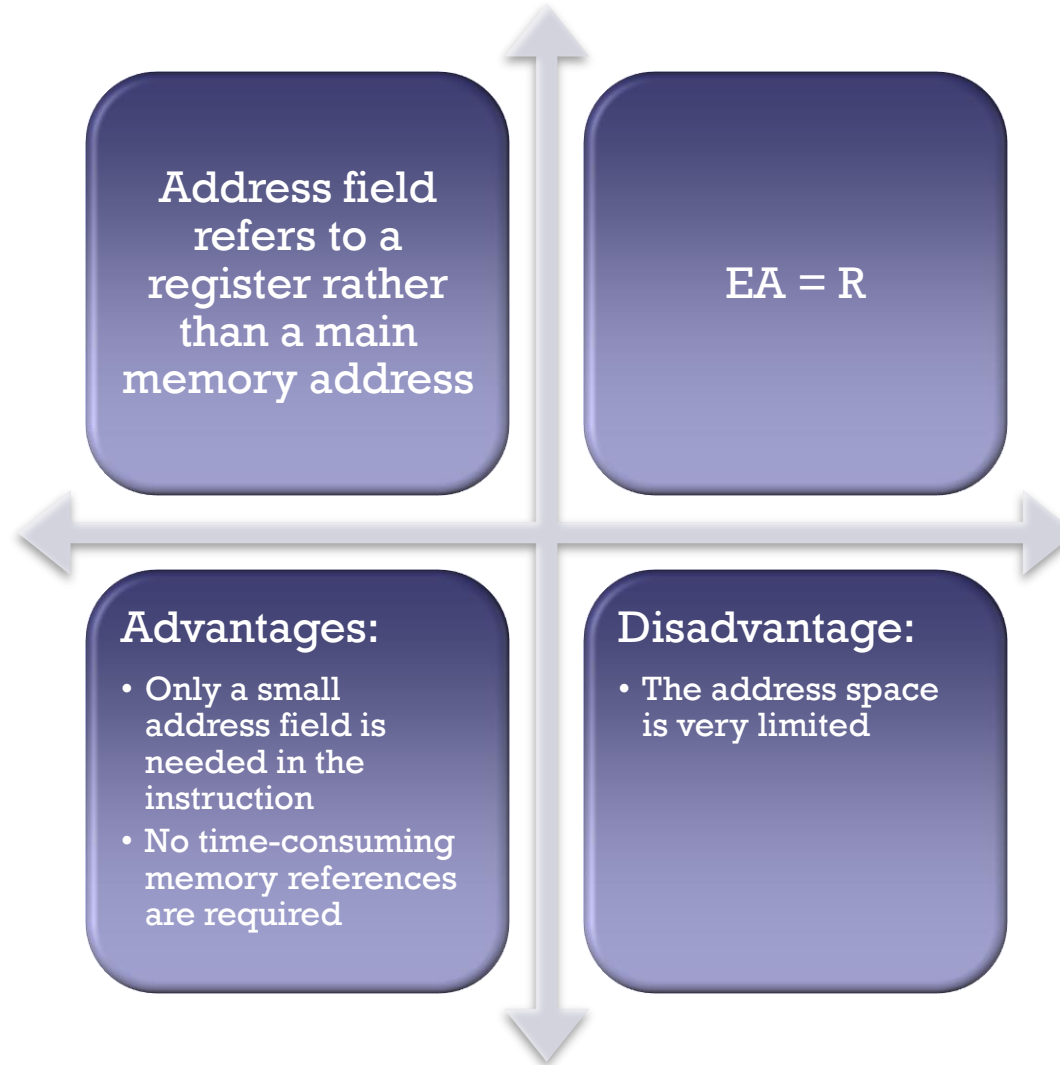 Address field
refers to a
register rather
than a main
memory address
EA = R
Advantages:
• Only a small
address field is
needed in the
instruction
• No time-consuming
memory references
are required
Disadvantage:
• The address space
is very limited